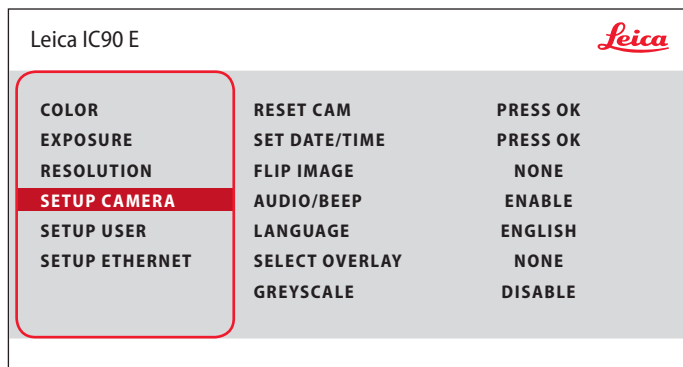 Leica IC90 E
Leica
COLOR RESET CAM PRESS OK
EXPOSURE SET DATE/TIME PRESS OK
RESOLUTION FLIP IMAGE NONE
SETUP CAMERA AUDIO/BEEP ENABLE
SETUP USER LANGUAGE ENGLISH
SETUP ETHERNET SELECT OVERLAY NONE
GREYSCALE DISABLE